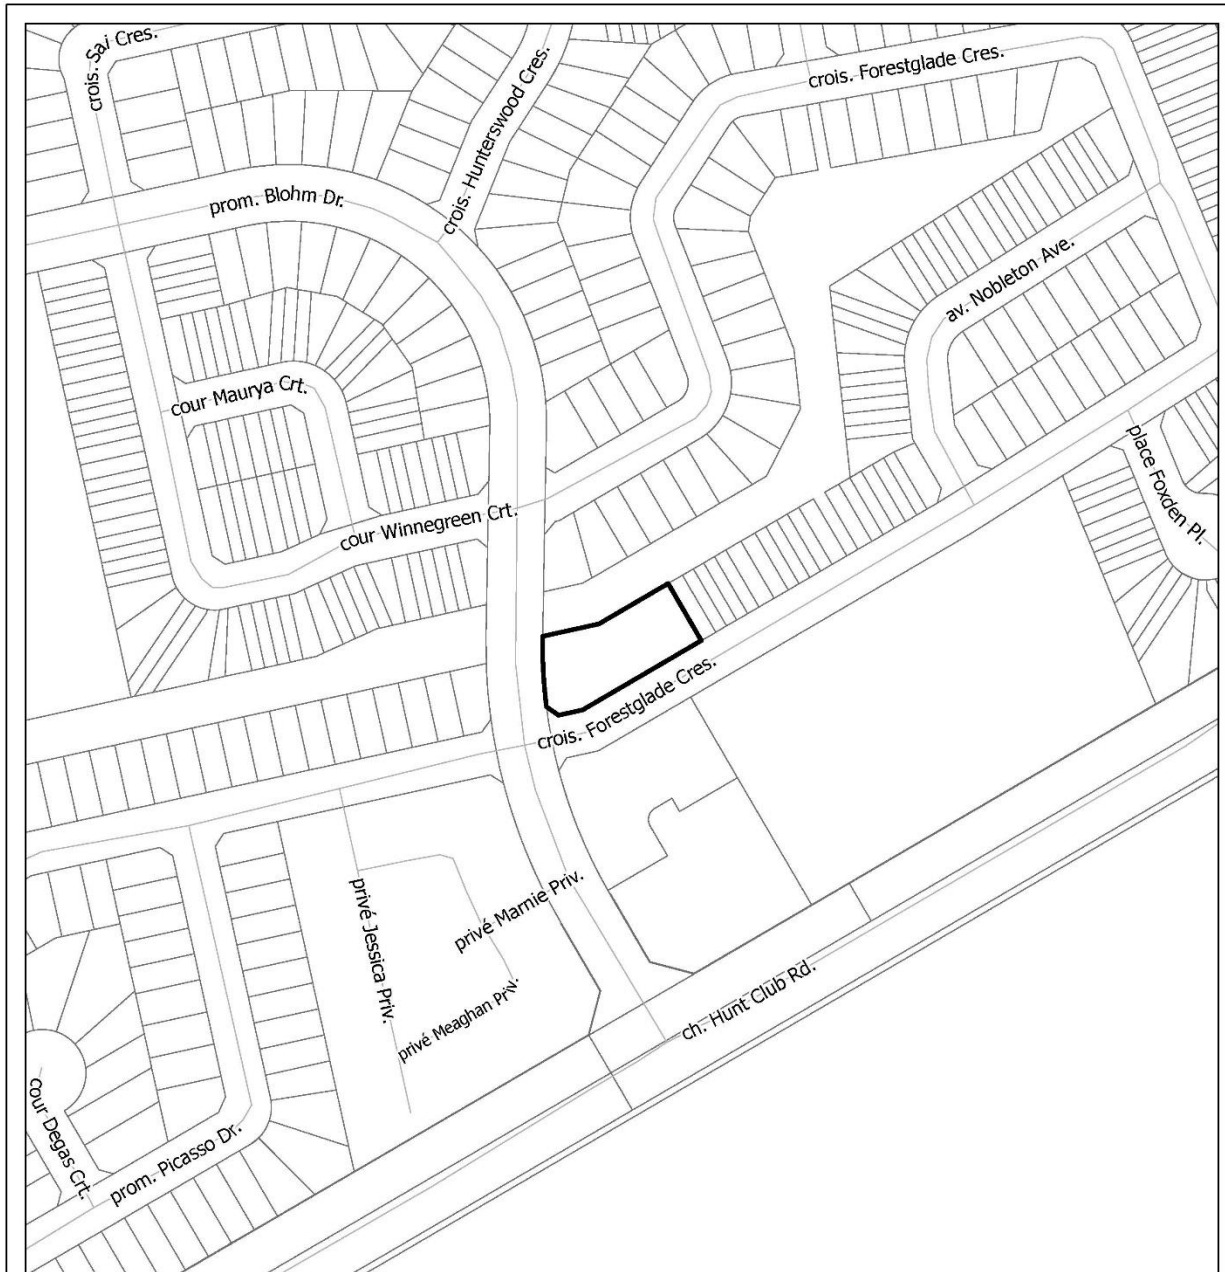 crois. Sai Cres.
crois. Hunterswood Cres.
crois. Forestglade Cres.
prom. Blohm Dr.
av. Nobleton Ave.
cour Maurya Crt.
place Foxden Pl.
cour Winnegreen Crt.
crois. Forestglade Cres.
privé Jessica Priv.
privé Marnie Priv.
privé Meaghan Priv.
ch. Hunt Club Rd.
cour Degas Crt.
prom. Picasso Dr.